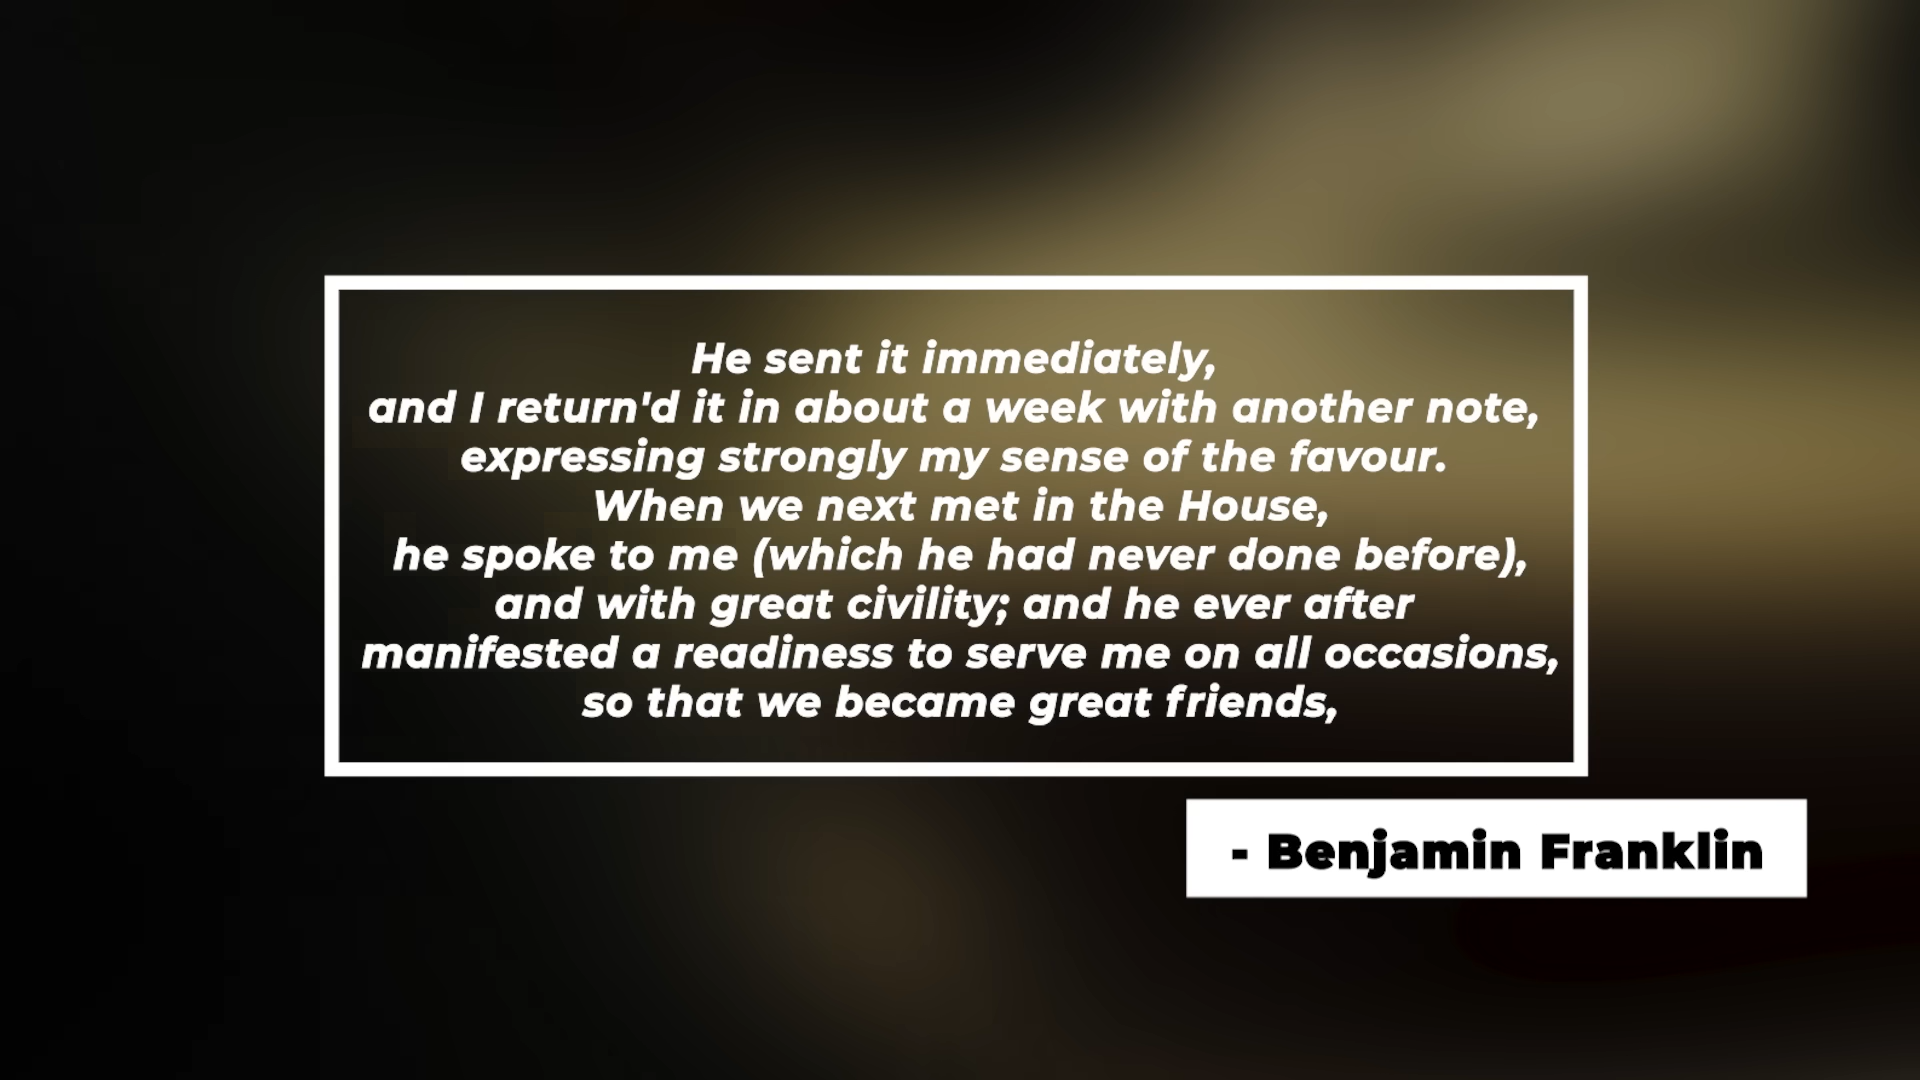 He sent it immediately,
and I return'd it in about a week with another note,
expressing strongly my sense of the favour.
When we next met in the House,
he spoke to me (which he had never done before),
and with great civility; and he ever after
manifested a readiness to serve me on all occasions,
so that we became great friends,
- Benjamin Franklin